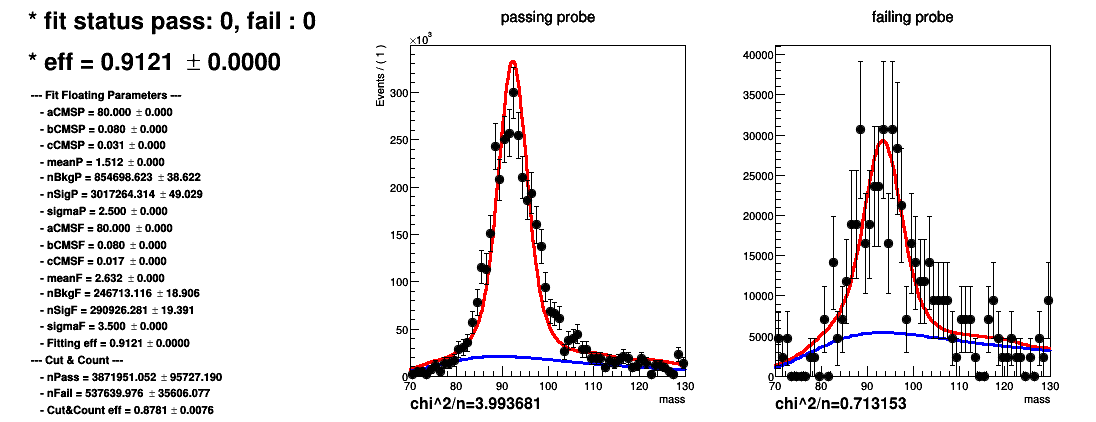 * fit status pass: 0, fail : 0
* eff = 0.9121 ± 0.0000
--- Fit Floating Parameters ---
- aCMSP = 80.000 ± 0.000
- bCMSP = 0.080 ± 0.000
- cCMSP = 0.031 ± 0.000
- meanP = 1.512 ± 0.000
- nBkgP = 854698.623 ± 38.622
- nSigP = 3017264.314 ± 49.029
- sigmaP = 2.500 ± 0.000
- aCMSF = 80.000 ± 0.000
- bCMSF = 0.080 ± 0.000
- cCMSF = 0.017 ± 0.000
- meanF = 2.632 ± 0.000
- nBkgF = 246713.116 ± 18.906
- nSigF = 290926.281 ± 19.391
- sigmaF = 3.500 ± 0.000
- Fitting eff = 0.9121 ± 0.0000
--- Cut & Count ---
- nPass = 3871951.052 ± 95727.190
- nFail = 537639.976 ± 35606.077
- Cut&Count eff = 0.8781 ± 0.0076
passing probe
×10³
Events / ( 1 )
300
250
200
150
100
50
0
70 80 90 100 110 120 130
mass
chi^2/n=3.993681
failing probe
40000
35000
30000
25000
20000
15000
10000
5000
0
70 80 90 100 110 120 130
mass
chi^2/n=0.713153